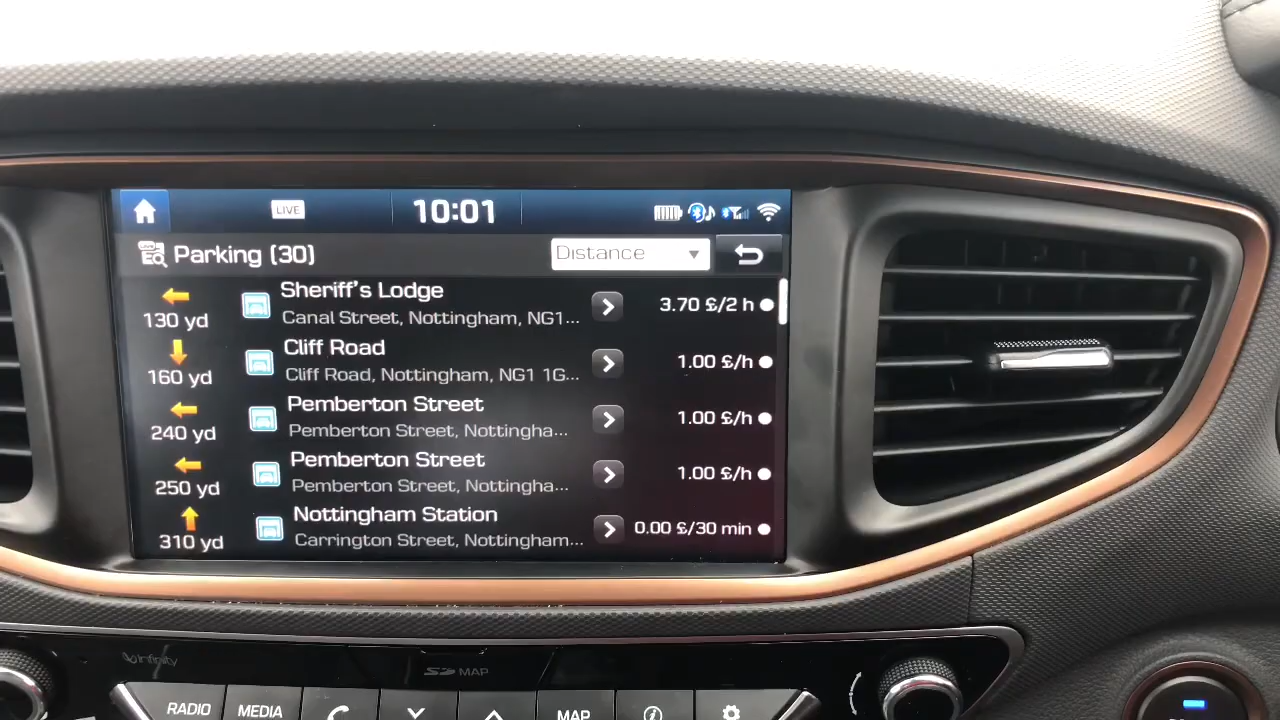 LIVE
10:01
LIVE
Parking (30)
Distance
Sheriff's Lodge
130 yd
Canal Street, Nottingham, NG1...
3.70 £/2 h
Cliff Road
160 yd
Cliff Road, Nottingham, NG1 1G...
1.00 £/h
Pemberton Street
240 yd
Pemberton Street, Nottingha...
1.00 £/h
Pemberton Street
250 yd
Pemberton Street, Nottingha...
1.00 £/h
Nottingham Station
310 yd
Carrington Street, Nottingham...
0.00 £/30 min
infinity
SD MAP
RADIO
MEDIA
MAP